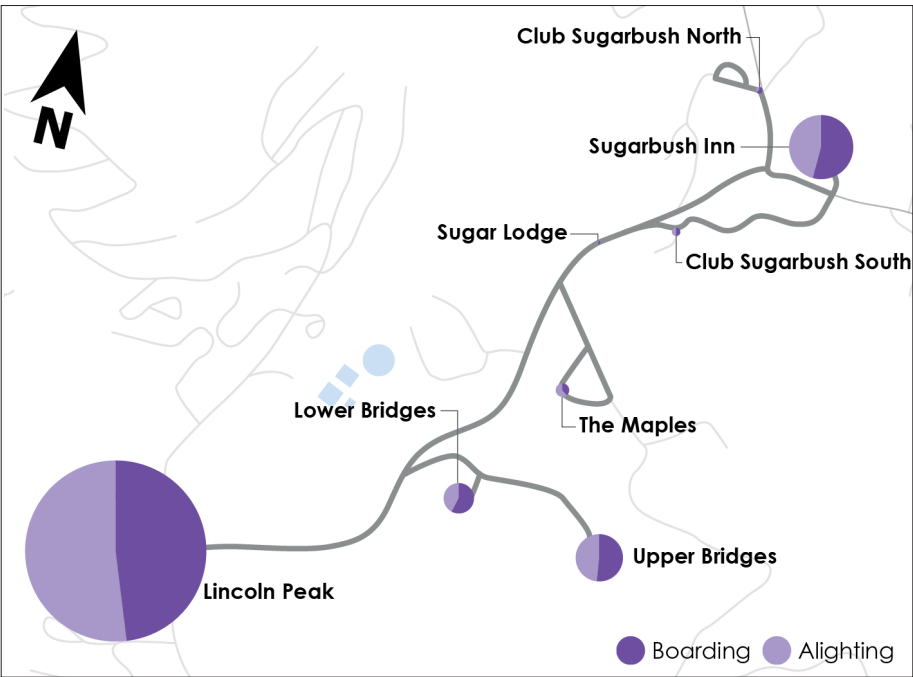 Club Sugarbush North
N
Sugarbush Inn
Sugar Lodge
Club Sugarbush South
Lower Bridges
The Maples
Upper Bridges
Lincoln Peak
Boarding
Alighting